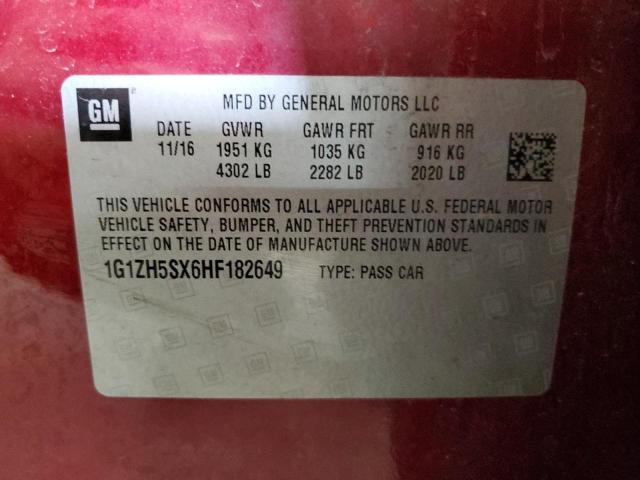 GM
MFD BY GENERAL MOTORS LLC
DATE GVWR GAWR FRT GAWR RR
11/16 1951 KG 1035 KG 916 KG
4302 LB 2282 LB 2020 LB
THIS VEHICLE CONFORMS TO ALL APPLICABLE U.S. FEDERAL MOTOR
VEHICLE SAFETY, BUMPER, AND THEFT PREVENTION STANDARDS IN
EFFECT ON THE DATE OF MANUFACTURE SHOWN ABOVE.
1G1ZH5SX6HF182649 TYPE: PASS CAR